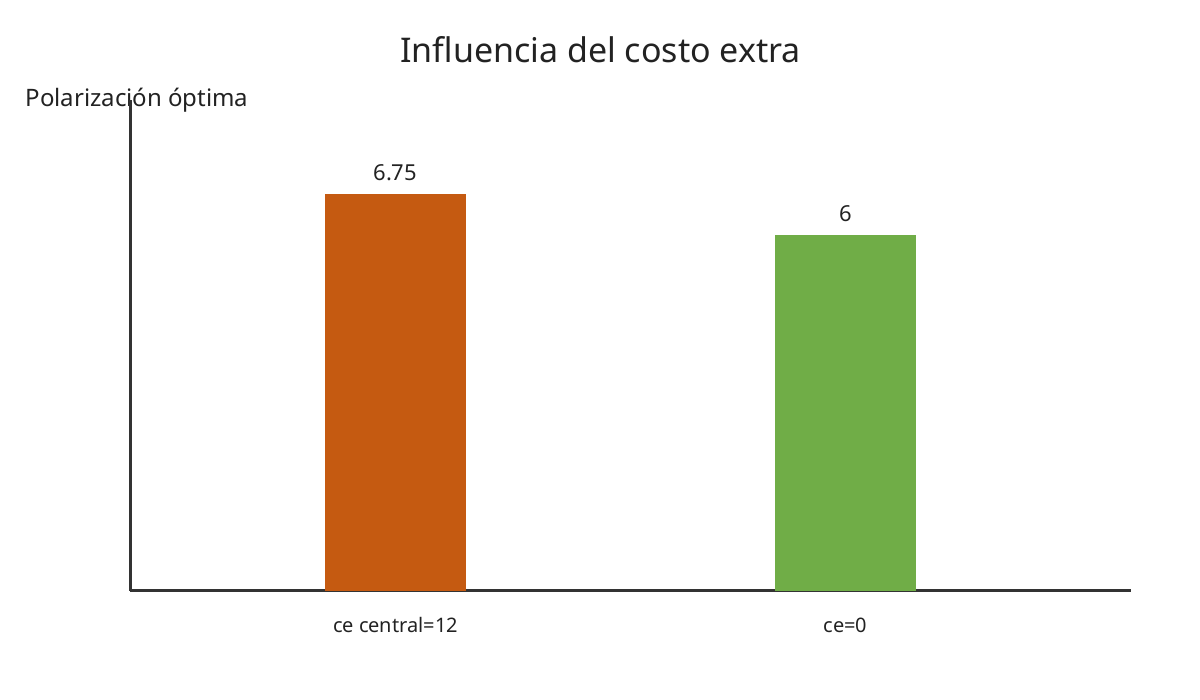 Influencia del costo extra
Polarización óptima
6.75
6
ce central=12
ce=0